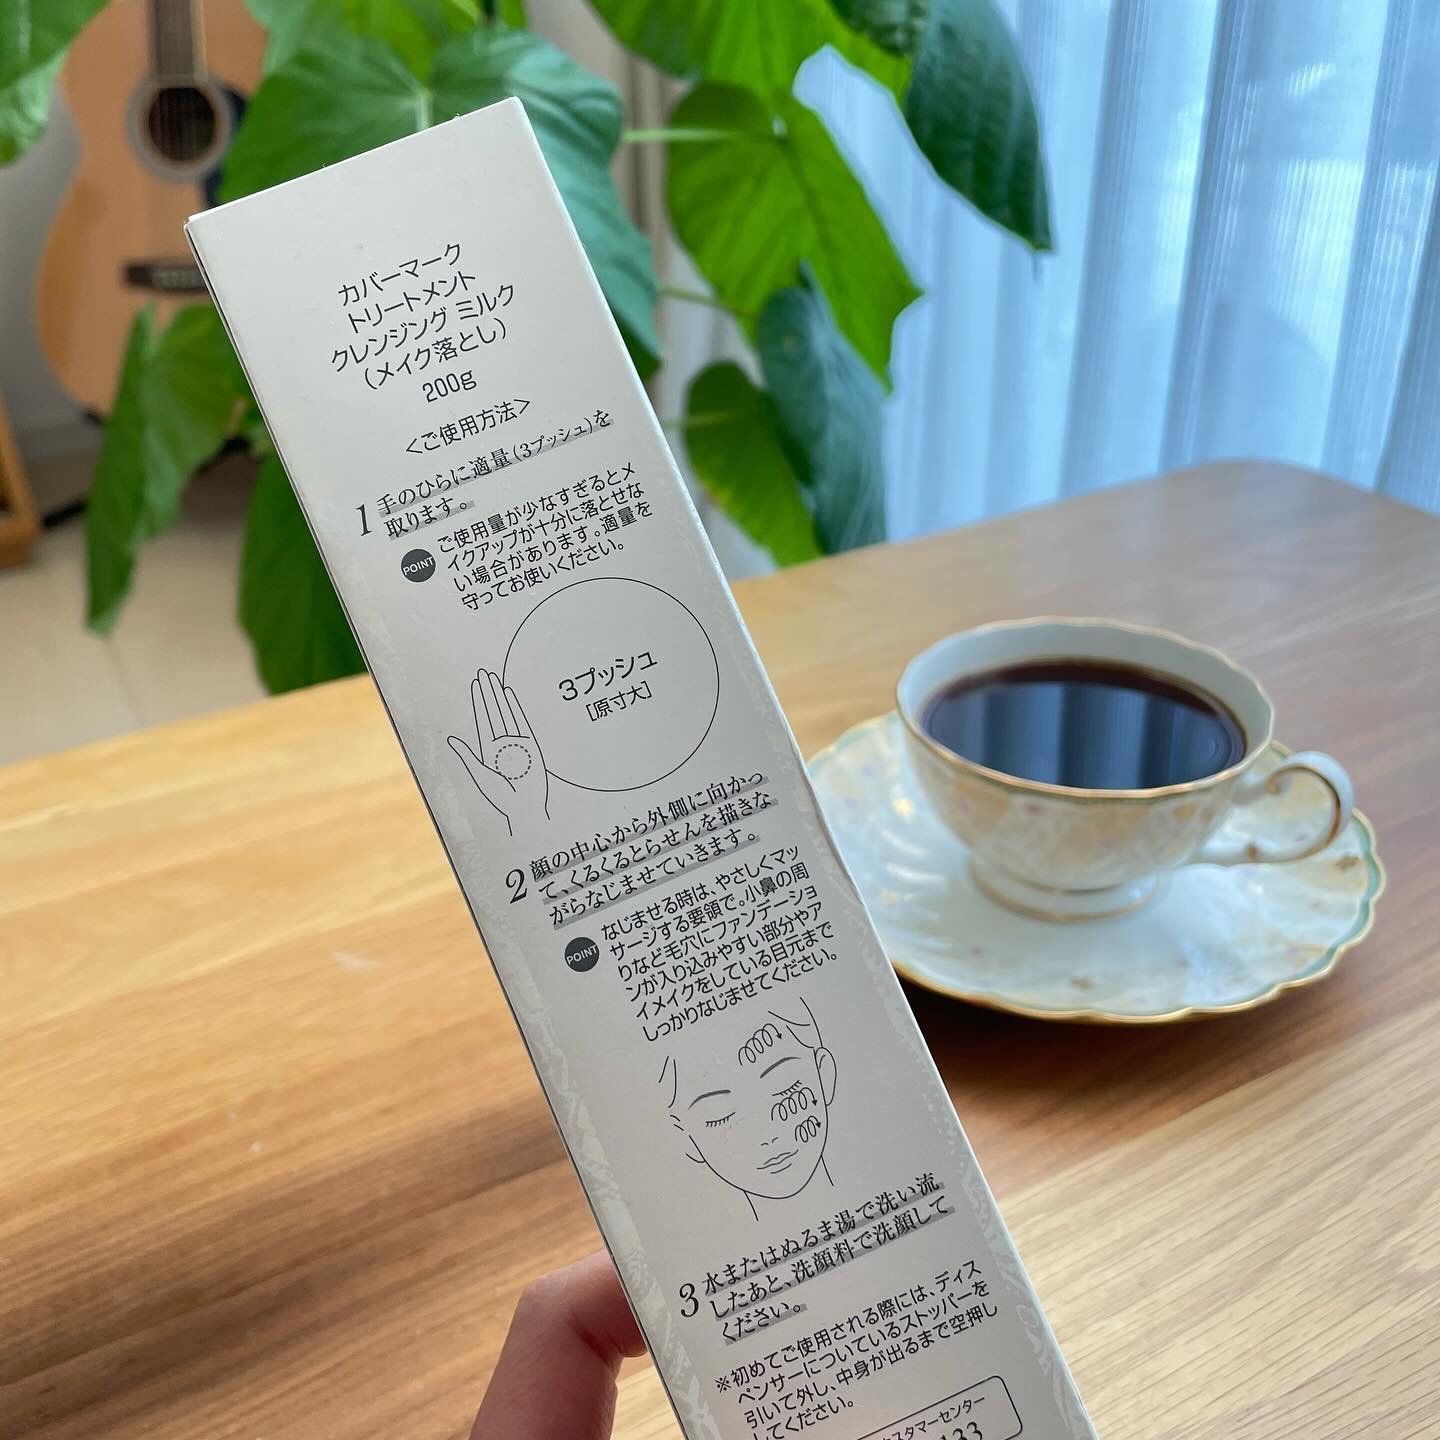 カバーマーク
トリートメント
クレンジング ミルク
(メイク落とし)
200g
<ご使用方法>
1 手のひらに適量(3プッシュ)を
取ります。
POINT ご使用量が少なすぎるとメ
イクアップが十分に落とせな
い場合があります。適量を
守ってお使いください。
3プッシュ
[原寸大]
2 顔の中心から外側に向かっ
て、くるくるとらせんを描きな
がらなじませていきます。
POINT なじませる時は、やさしくマッ
サージする要領で。小鼻の周
りなど毛穴にファンデーショ
ンが入り込みやすい部分やア
イメイクをしている目元まで
しっかりなじませてください。
3 水またはぬるま湯で洗い流
したあと、洗顔料で洗顔して
ください。
※初めてご使用される際には、ディス
ペンサーについているストッパーを
引いて外し、中身が出るまで空押し
してください。
スタマーセンター
133